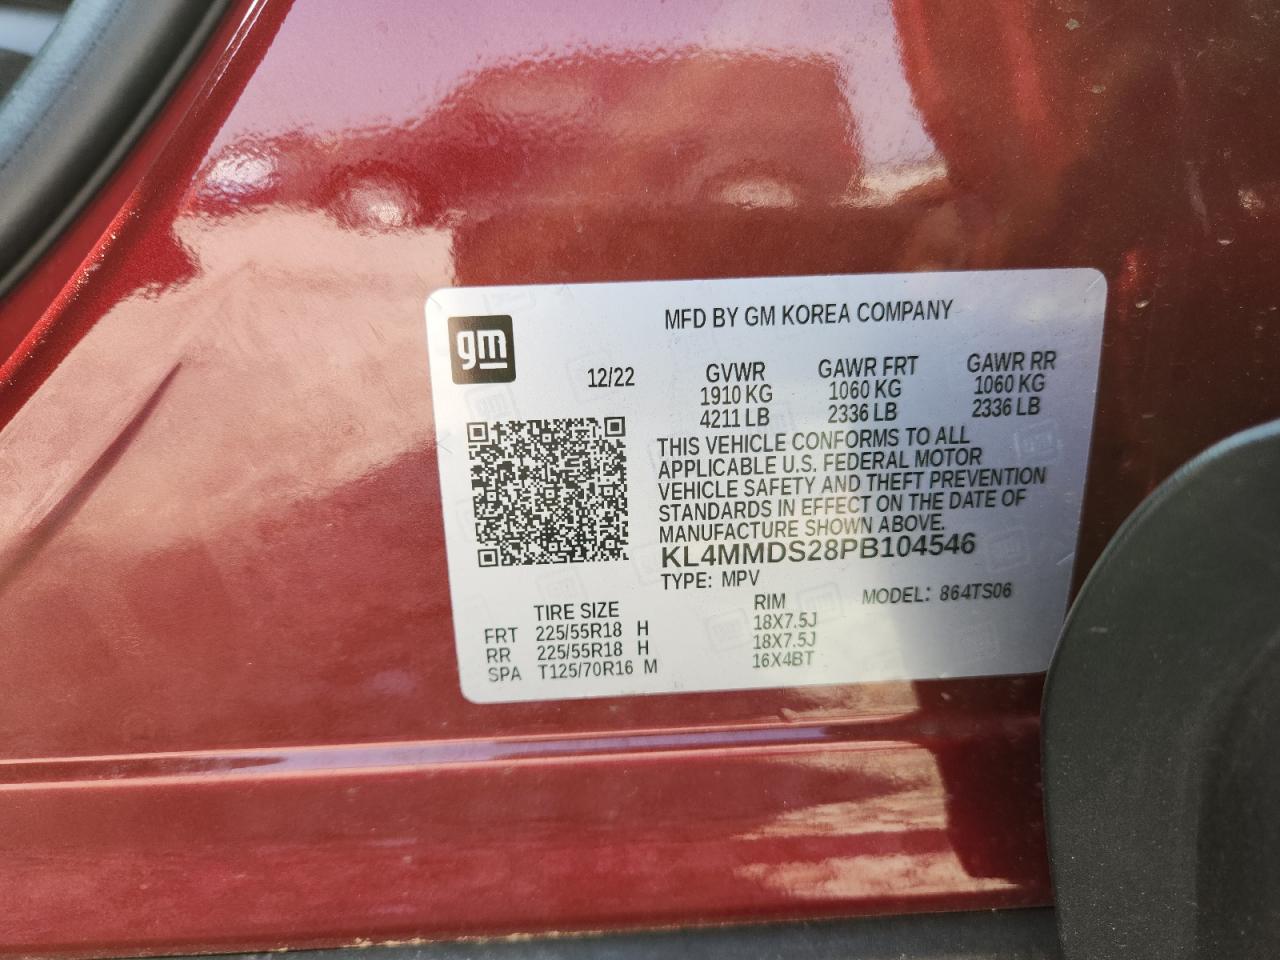 MFD BY GM KOREA COMPANY
gm
12/22
GVWR GAWR FRT GAWR RR
1910 KG 1060 KG 1060 KG
4211 LB 2336 LB 2336 LB
THIS VEHICLE CONFORMS TO ALL
APPLICABLE U.S. FEDERAL MOTOR
VEHICLE SAFETY AND THEFT PREVENTION
STANDARDS IN EFFECT ON THE DATE OF
MANUFACTURE SHOWN ABOVE.
KL4MMDS28PB104546
TYPE: MPV
MODEL: 864TS06
TIRE SIZE RIM
FRT 225/55R18 H 18X7.5J
RR 225/55R18 H 18X7.5J
SPA T125/70R16 M 16X4BT